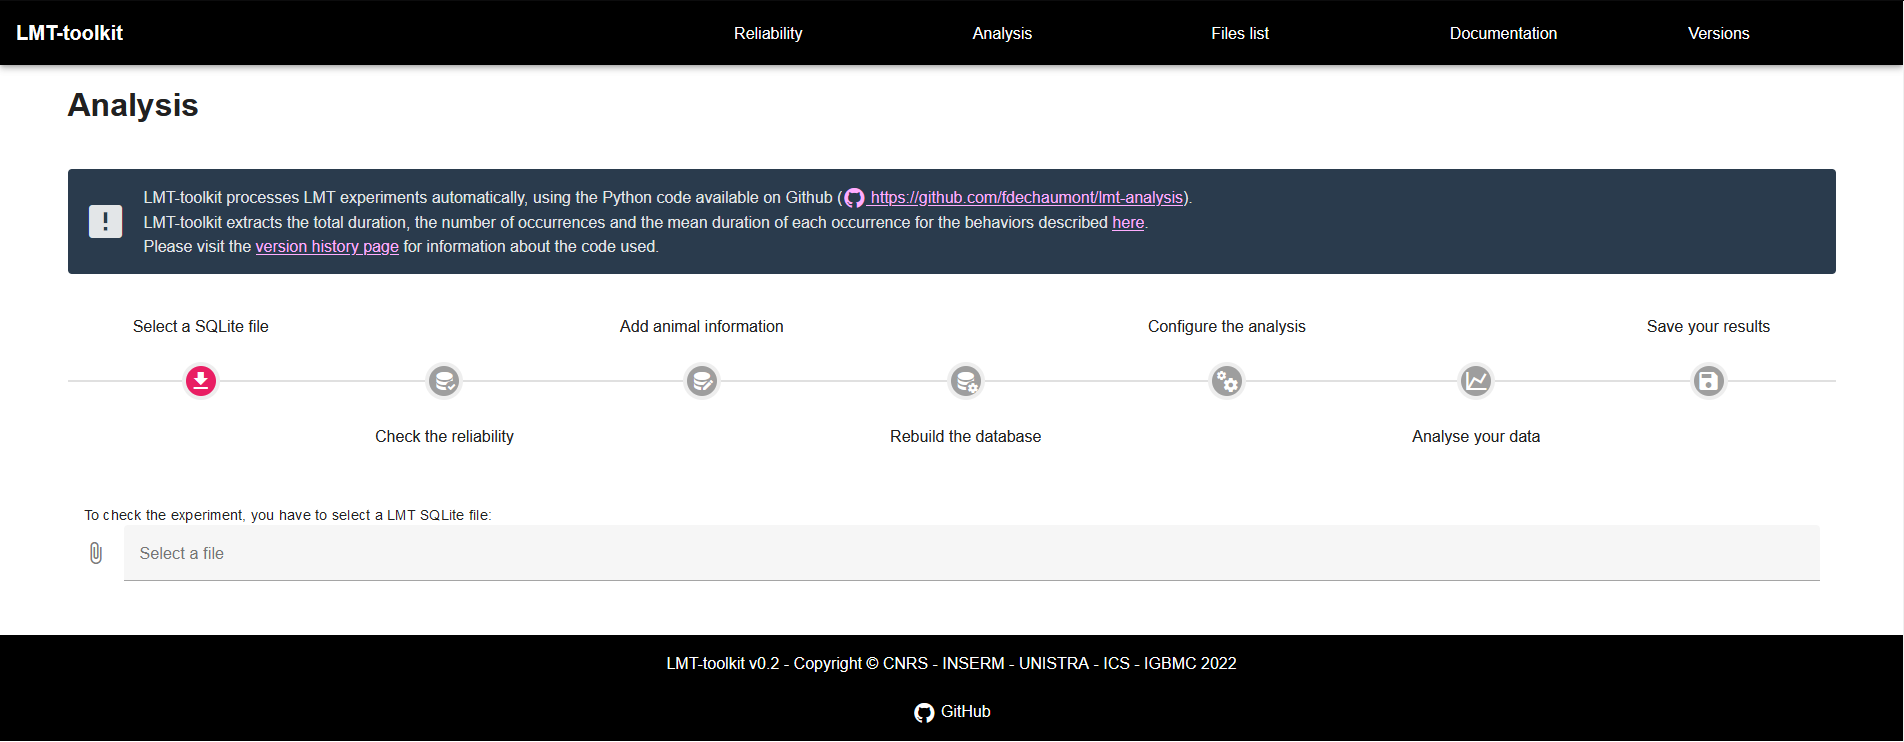 LMT-toolkit
Reliability
Analysis
Files list
Documentation
Versions
Analysis
LMT-toolkit processes LMT experiments automatically, using the Python code available on Github ( https://github.com/fdechaumont/lmt-analysis).
LMT-toolkit extracts the total duration, the number of occurrences and the mean duration of each occurrence for the behaviors described here.
Please visit the version history page for information about the code used.
Select a SQLite file
Add animal information
Configure the analysis
Save your results
Check the reliability
Rebuild the database
Analyse your data
To check the experiment, you have to select a LMT SQLite file:
Select a file
LMT-toolkit v0.2 - Copyright © CNRS - INSERM - UNISTRA - ICS - IGBMC 2022
GitHub